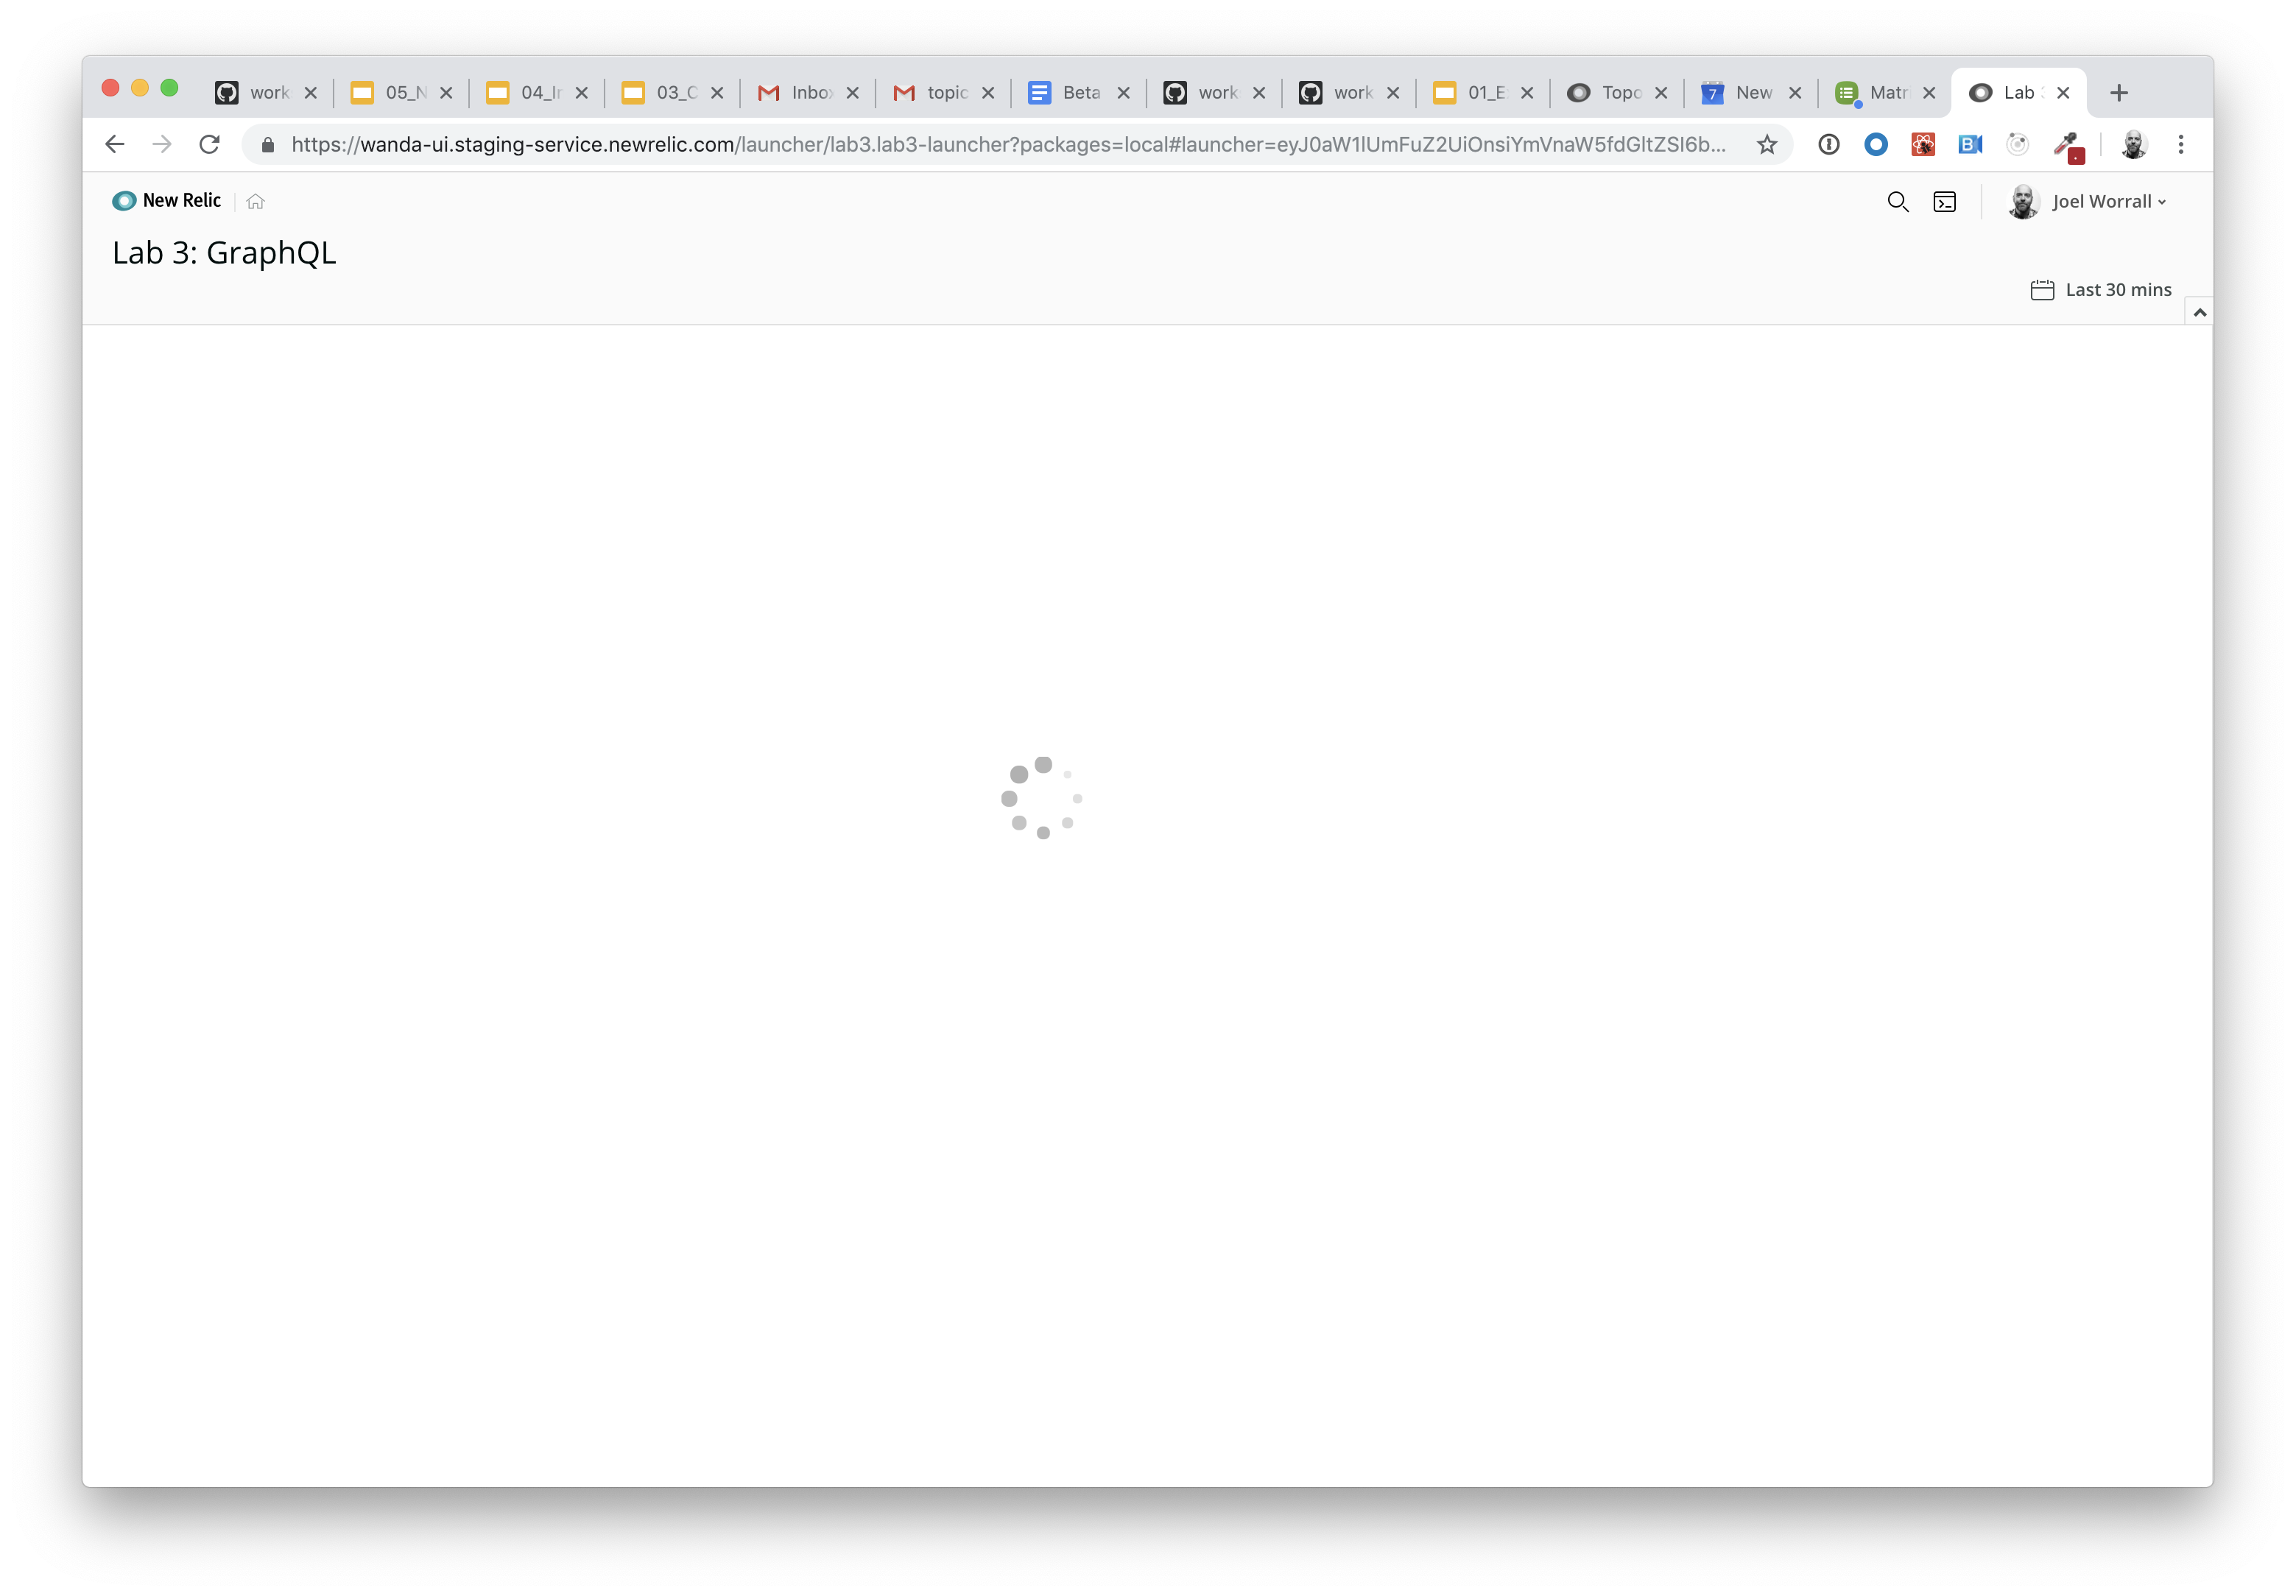 work 05_N 04_Ir 03_C Inbox topic Beta work work 01_E Topo 7 New Matr Lab 3
https://wanda-ui.staging-service.newrelic.com/launcher/lab3.lab3-launcher?packages=local#launcher=eyJ0aW1lUmFuZ2UiOnsiYmVnaW5fdGltZSI6b...
New Relic
Joel Worrall
Lab 3: GraphQL
Last 30 mins